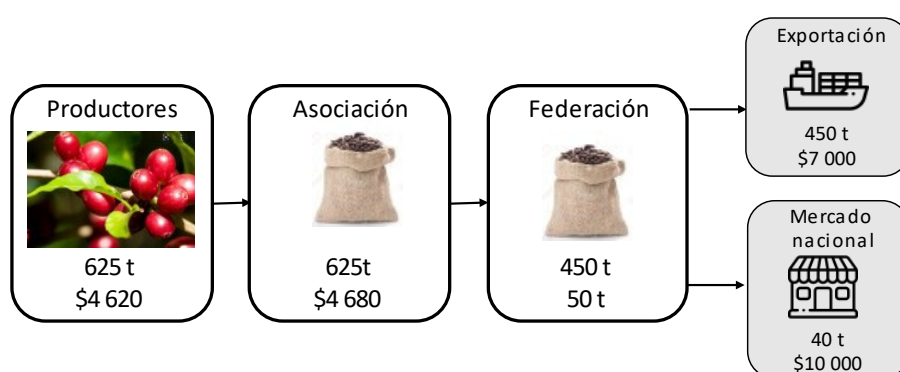 Productores
625 t
$4 620
Asociación
625t
$4 680
Federación
450 t
50 t
Exportación
450 t
$7 000
Mercado
nacional
40 t
$10 000